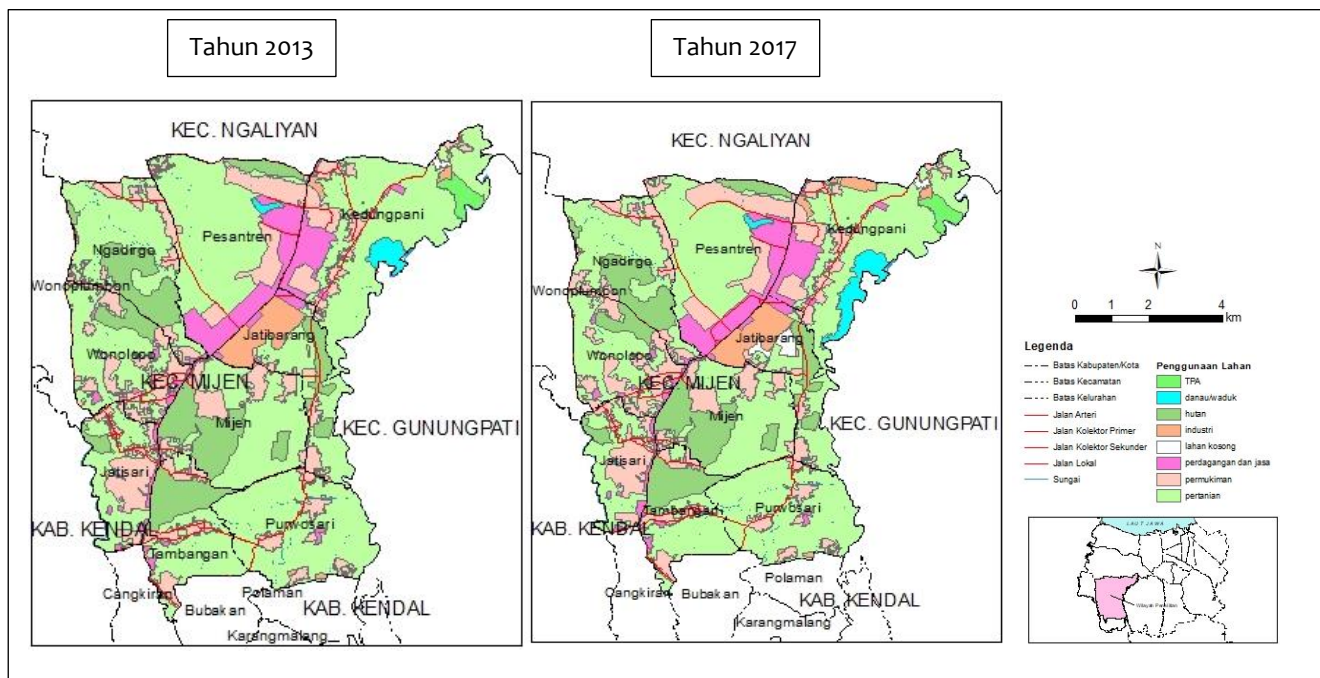 Tahun 2013
Tahun 2017
KEC. NGALIYAN
Kedungpani
Pesantren
Ngadirgo
Wonoplumbon
Jatibarang
Wonolopo
KEC. MIJEN
Mijen
KEC. GUNUNGPATI
Jatisari
KAB. KENDAL
Purwosari
Tambangan
Cangkiran
Bubakan
Polaman
KAB. KENDAL
Karangmalang
KEC. NGALIYAN
Kedungpani
Pesantren
Ngadirgo
Wonoplumbon
Jatibarang
Wonolopo
KEC. MIJEN
Mijen
KEC. GUNUNGPATI
Jatisari
Tambangan
Purwosari
KAB. KENDAL
Polaman
Cangkiran
Bubakan
KAB. KENDAL
Karangmalang
N
0 1 2 4
km
Legenda
Batas Kabupaten/Kota
Batas Kecamatan
Batas Kelurahan
Jalan Arteri
Jalan Kolektor Primer
Jalan Kolektor Sekunder
Jalan Lokal
Sungai
Penggunaan Lahan
TPA
danau/waduk
hutan
industri
lahan kosong
perdagangan dan jasa
permukiman
pertanian
LAUT JAWA
Wilayah Penelitian